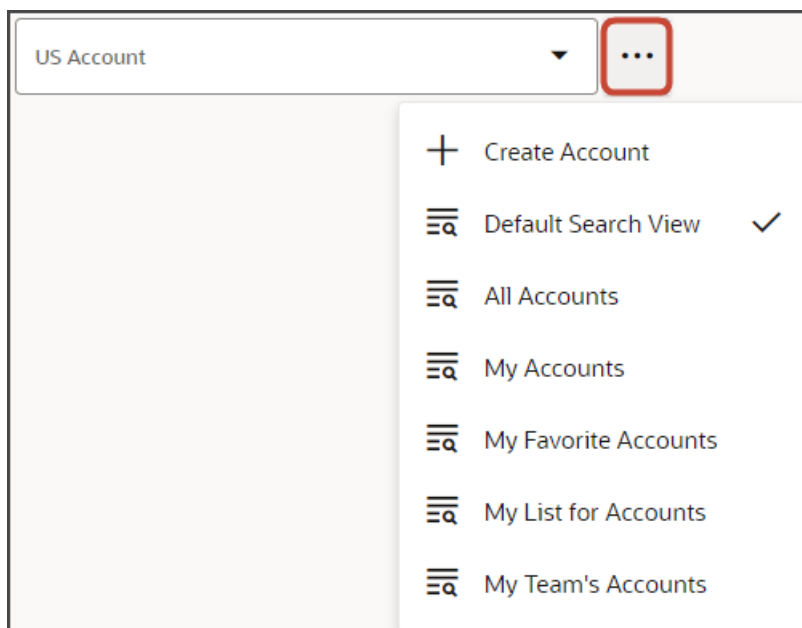 US Account
Create Account
Default Search View
All Accounts
My Accounts
My Favorite Accounts
My List for Accounts
My Team's Accounts